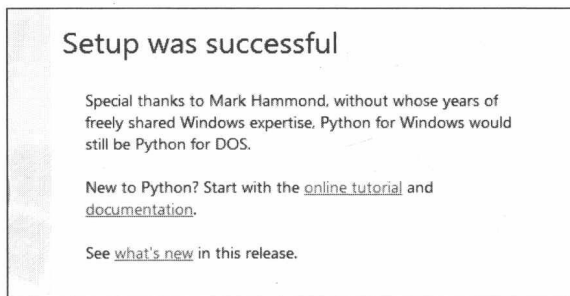 Setup was successful
Special thanks to Mark Hammond, without whose years of
freely shared Windows expertise, Python for Windows would
still be Python for DOS.
New to Python? Start with the online tutorial and
documentation.
See what's new in this release.